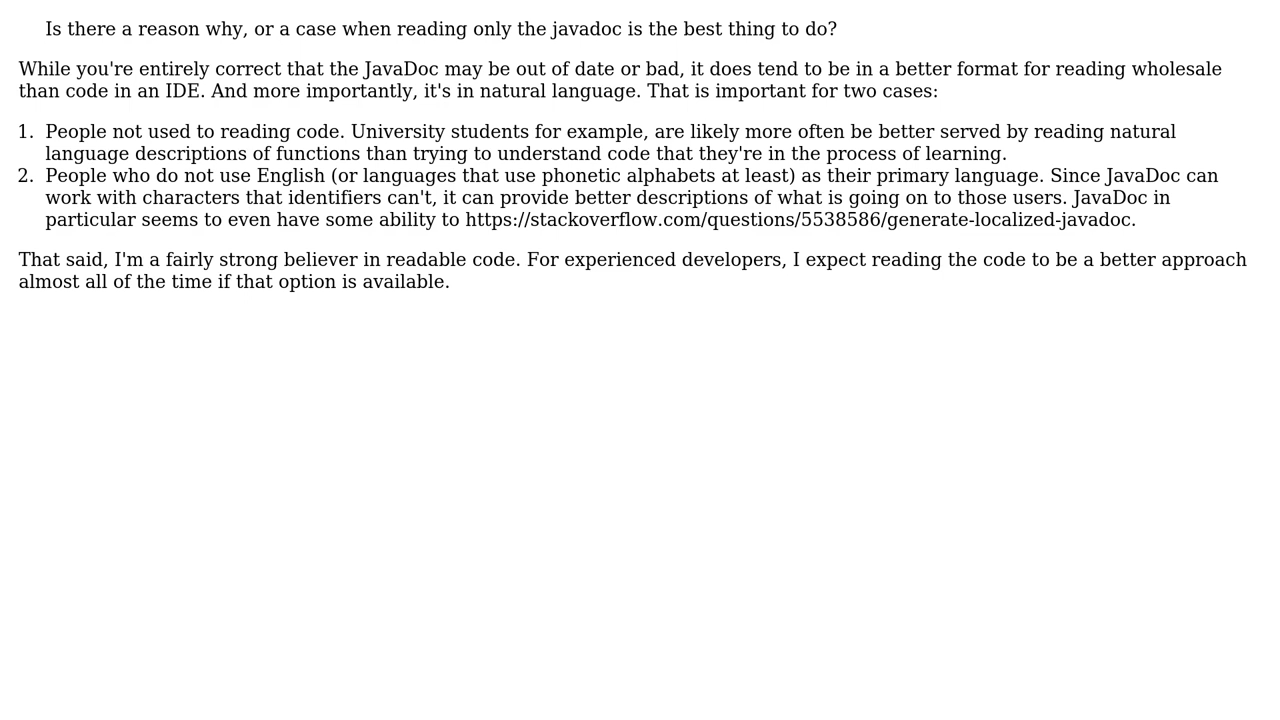 Is there a reason why, or a case when reading only the javadoc is the best thing to do?
While you're entirely correct that the JavaDoc may be out of date or bad, it does tend to be in a better format for reading wholesale
than code in an IDE. And more importantly, it's in natural language. That is important for two cases:
1. People not used to reading code. University students for example, are likely more often be better served by reading natural
language descriptions of functions than trying to understand code that they're in the process of learning.
2. People who do not use English (or languages that use phonetic alphabets at least) as their primary language. Since JavaDoc can
work with characters that identifiers can't, it can provide better descriptions of what is going on to those users. JavaDoc in
particular seems to even have some ability to https://stackoverflow.com/questions/5538586/generate-localized-javadoc.
That said, I'm a fairly strong believer in readable code. For experienced developers, I expect reading the code to be a better approach
almost all of the time if that option is available.